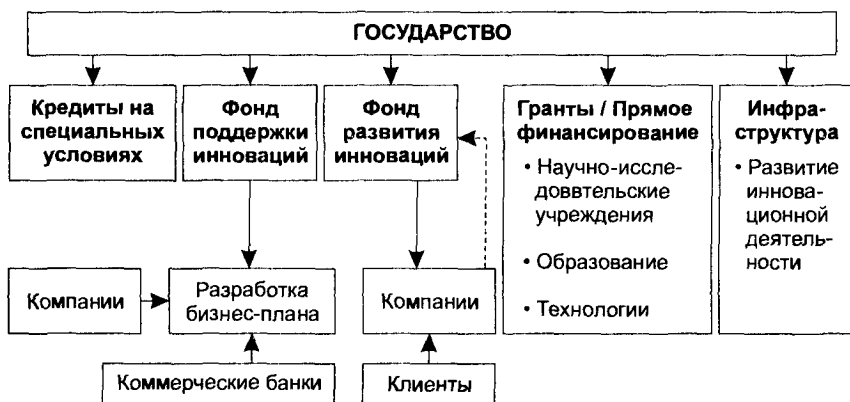 ГОСУДАРСТВО
Кредиты на
специальных
условиях
Фонд
поддержки
инноваций
Фонд
развития
инноваций
Гранты / Прямое
финансирование
• Научно-иссле-
доввтельские
учреждения
• Образование
• Технологии
Инфра-
структура
• Развитие
иннова-
ционной
деятель-
ности
Компании
Разработка
бизнес-плана
Компании
Коммерческие банки
Клиенты